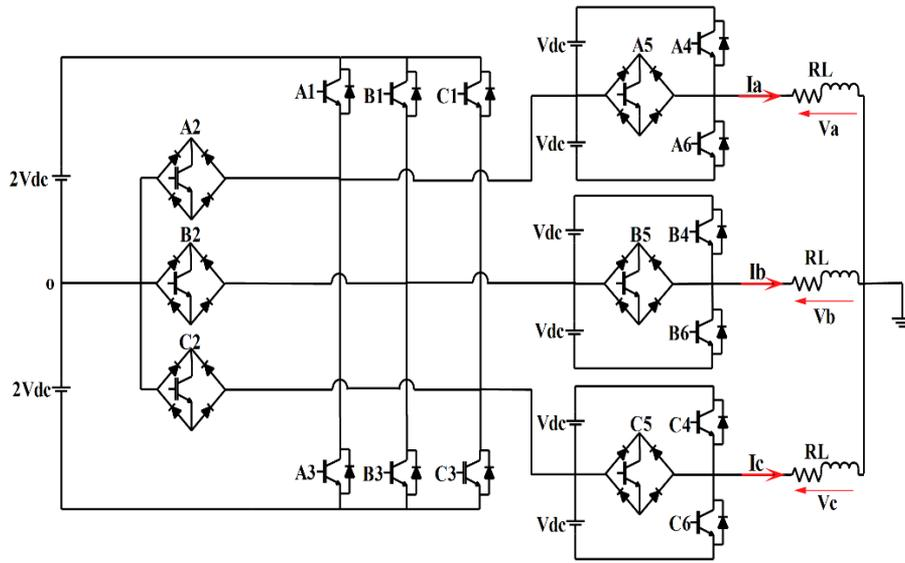 Vdc
A5
A4
Ia
RL
A1
B1
C1
Va
A2
Vdc
A6
2Vdc
B2
Vdc
B5
B4
Ib
RL
o
Vb
C2
Vdc
B6
2Vdc
Vdc
C5
C4
Ic
RL
A3
B3
C3
Vc
Vdc
C6